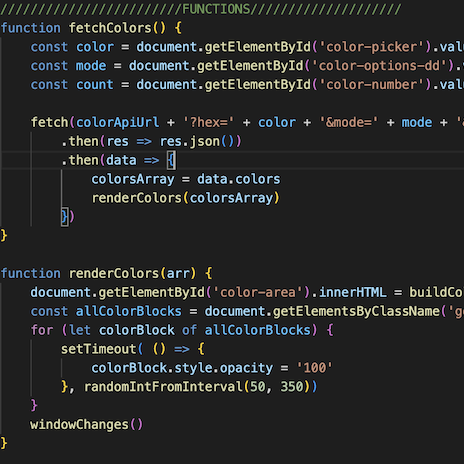 ////////////////////////FUNCTIONS////////////////////
function fetchColors() {
    const color = document.getElementById('color-picker').valu
    const mode = document.getElementById('color-options-dd').v
    const count = document.getElementById('color-number').valu
    fetch(colorApiUrl + '?hex=' + color + '&mode=' + mode + '&
        .then(res => res.json())
        .then(data => {
            colorsArray = data.colors
            renderColors(colorsArray)
        })
}
function renderColors(arr) {
    document.getElementById('color-area').innerHTML = buildCo
    const allColorBlocks = document.getElementsByClassName('ge
    for (let colorBlock of allColorBlocks) {
        setTimeout( () => {
            colorBlock.style.opacity = '100'
        }, randomIntFromInterval(50, 350))
    }
    windowChanges()
}